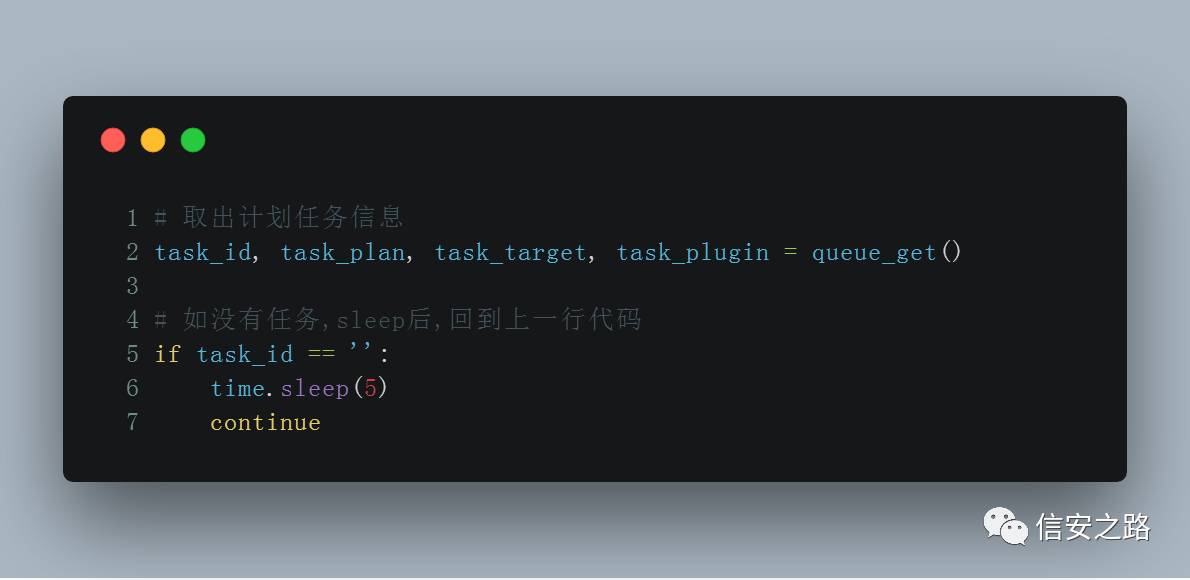 1 # 取出计划任务信息
2 task_id, task_plan, task_target, task_plugin = queue_get()
3
4 # 如没有任务,sleep后,回到上一行代码
5 if task_id == '':
6     time.sleep(5)
7     continue
信安之路